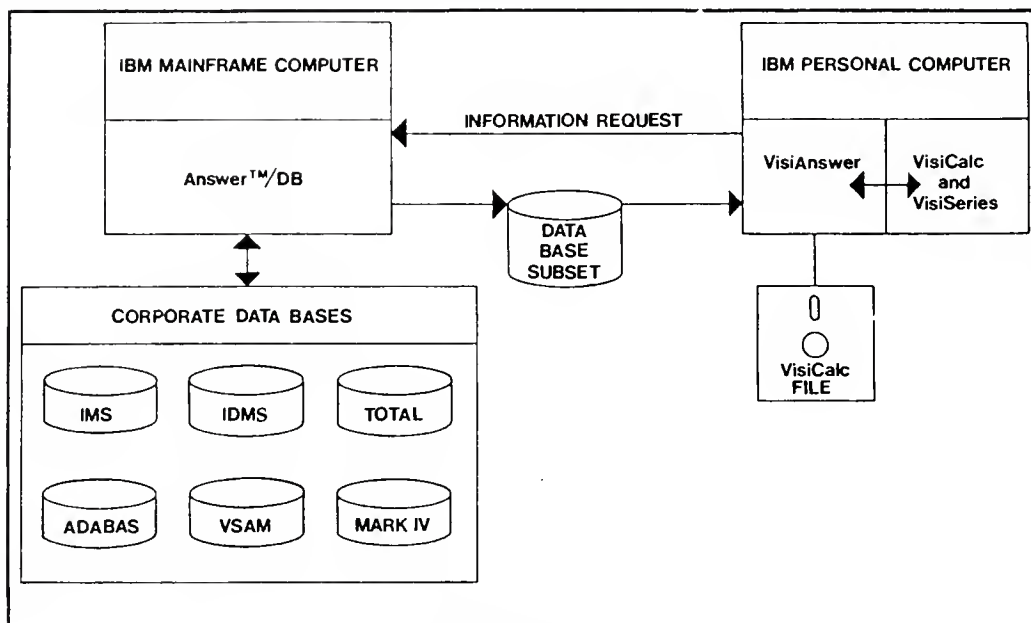 IBM MAINFRAME COMPUTER
Answer™/DB
INFORMATION REQUEST
IBM PERSONAL COMPUTER
VisiAnswer
VisiCalc
and
VisiSeries
DATA
BASE
SUBSET
VisiCalc
FILE
CORPORATE DATA BASES
IMS
IDMS
TOTAL
ADABAS
VSAM
MARK IV